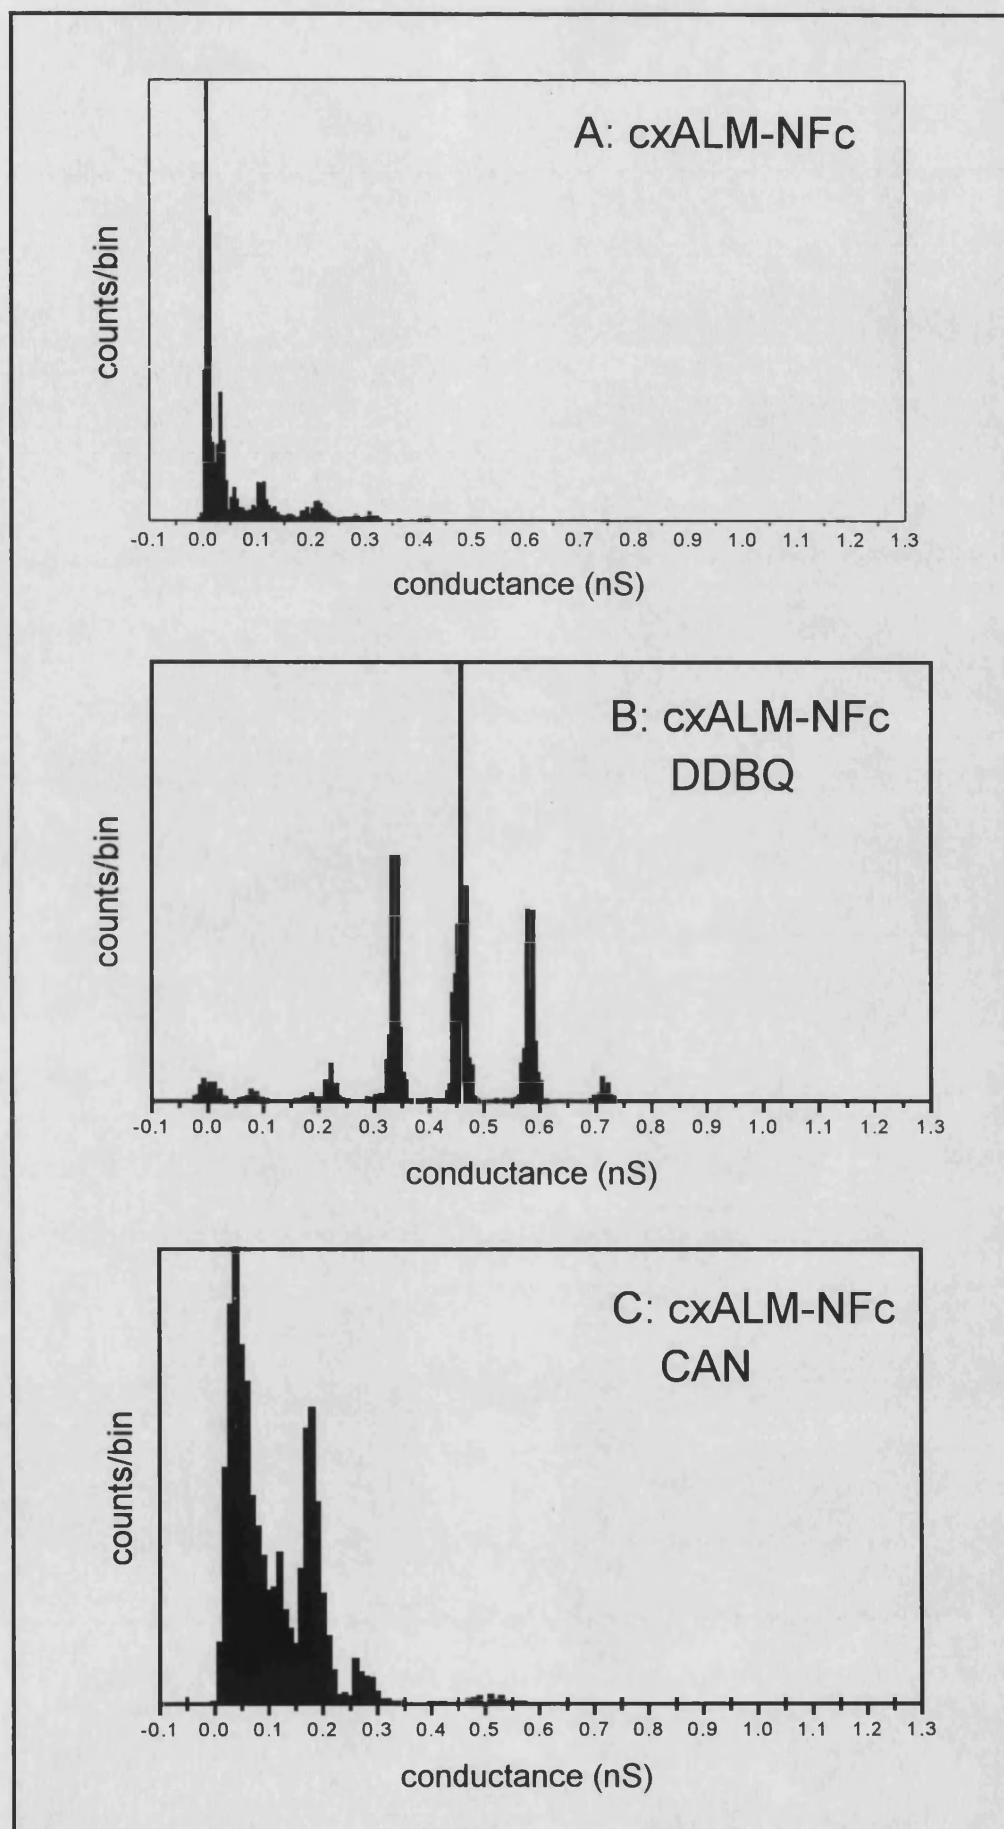 A: cxALM-NFc
counts/bin
-0.1 0.0 0.1 0.2 0.3 0.4 0.5 0.6 0.7 0.8 0.9 1.0 1.1 1.2 1.3
conductance (nS)
B: cxALM-NFc
DDBQ
counts/bin
-0.1 0.0 0.1 0.2 0.3 0.4 0.5 0.6 0.7 0.8 0.9 1.0 1.1 1.2 1.3
conductance (nS)
C: cxALM-NFc
CAN
counts/bin
-0.1 0.0 0.1 0.2 0.3 0.4 0.5 0.6 0.7 0.8 0.9 1.0 1.1 1.2 1.3
conductance (nS)